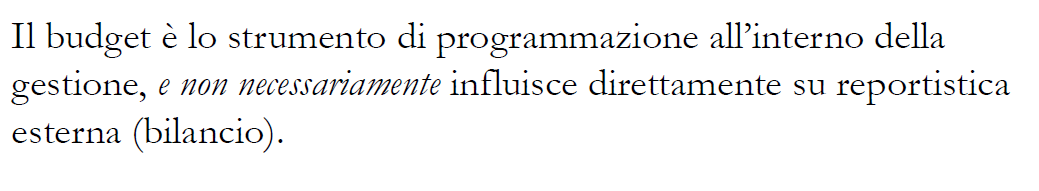 Il budget è lo strumento di programmazione all’interno della
gestione, e non necessariamente influisce direttamente su reportistica
esterna (bilancio).